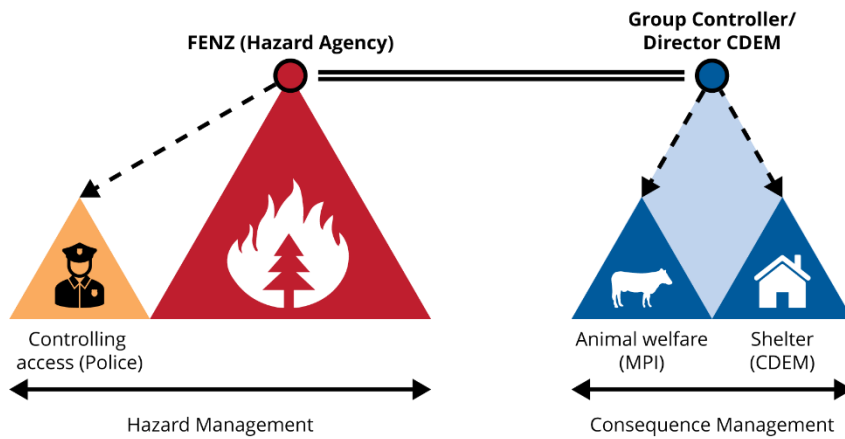 FENZ (Hazard Agency)
Group Controller/
Director CDEM
Controlling
access (Police)
Animal welfare
(MPI)
Shelter
(CDEM)
Hazard Management
Consequence Management